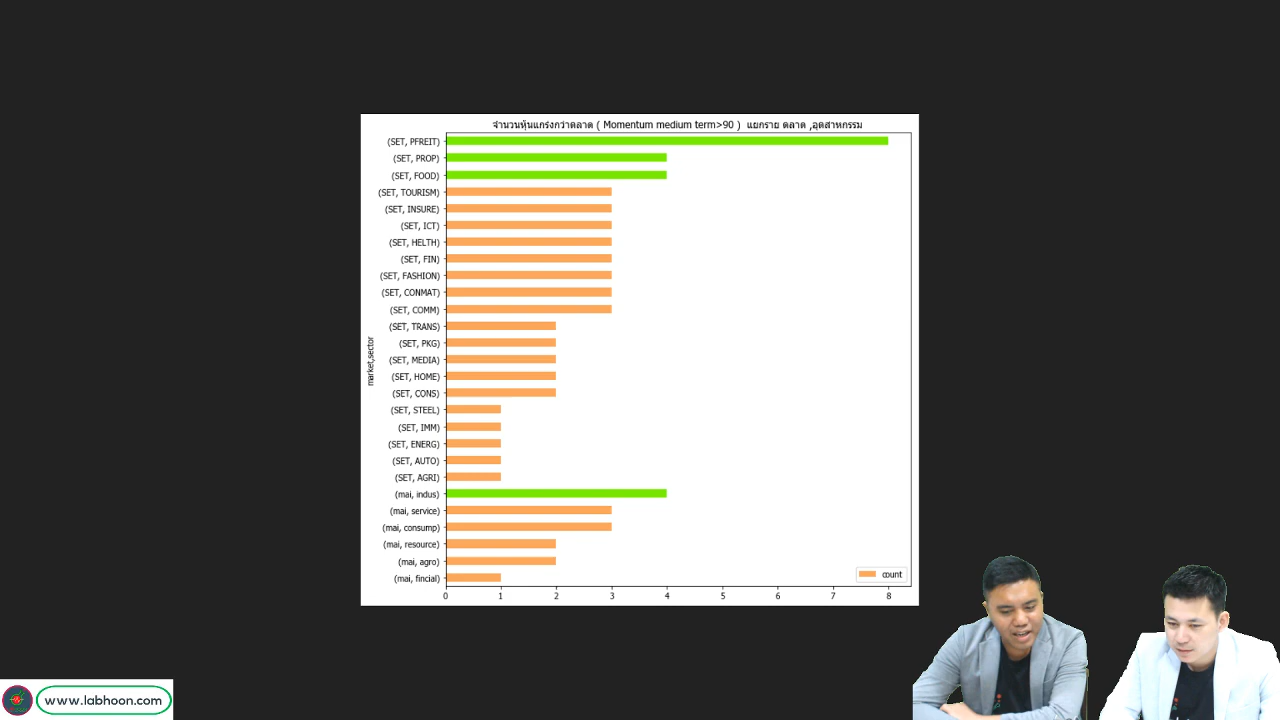 จำนวนหุ้นแกร่งกว่าตลาด ( Momentum medium term>90 ) แยกราย ตลาด ,อุตสาหกรรม
(SET, PFREIT)
(SET, PROP)
(SET, FOOD)
(SET, TOURISM)
(SET, INSURE)
(SET, ICT)
(SET, HELTH)
(SET, FIN)
(SET, FASHION)
(SET, CONMAT)
(SET, COMM)
(SET, TRANS)
(SET, PKG)
(SET, MEDIA)
(SET, HOME)
(SET, CONS)
(SET, STEEL)
(SET, IMM)
(SET, ENERG)
(SET, AUTO)
(SET, AGRI)
(mai, indus)
(mai, service)
(mai, consump)
(mai, resource)
(mai, agro)
(mai, fincial)
market,sector
count
0 1 2 3 4 5 6 7 8
www.labhoon.com